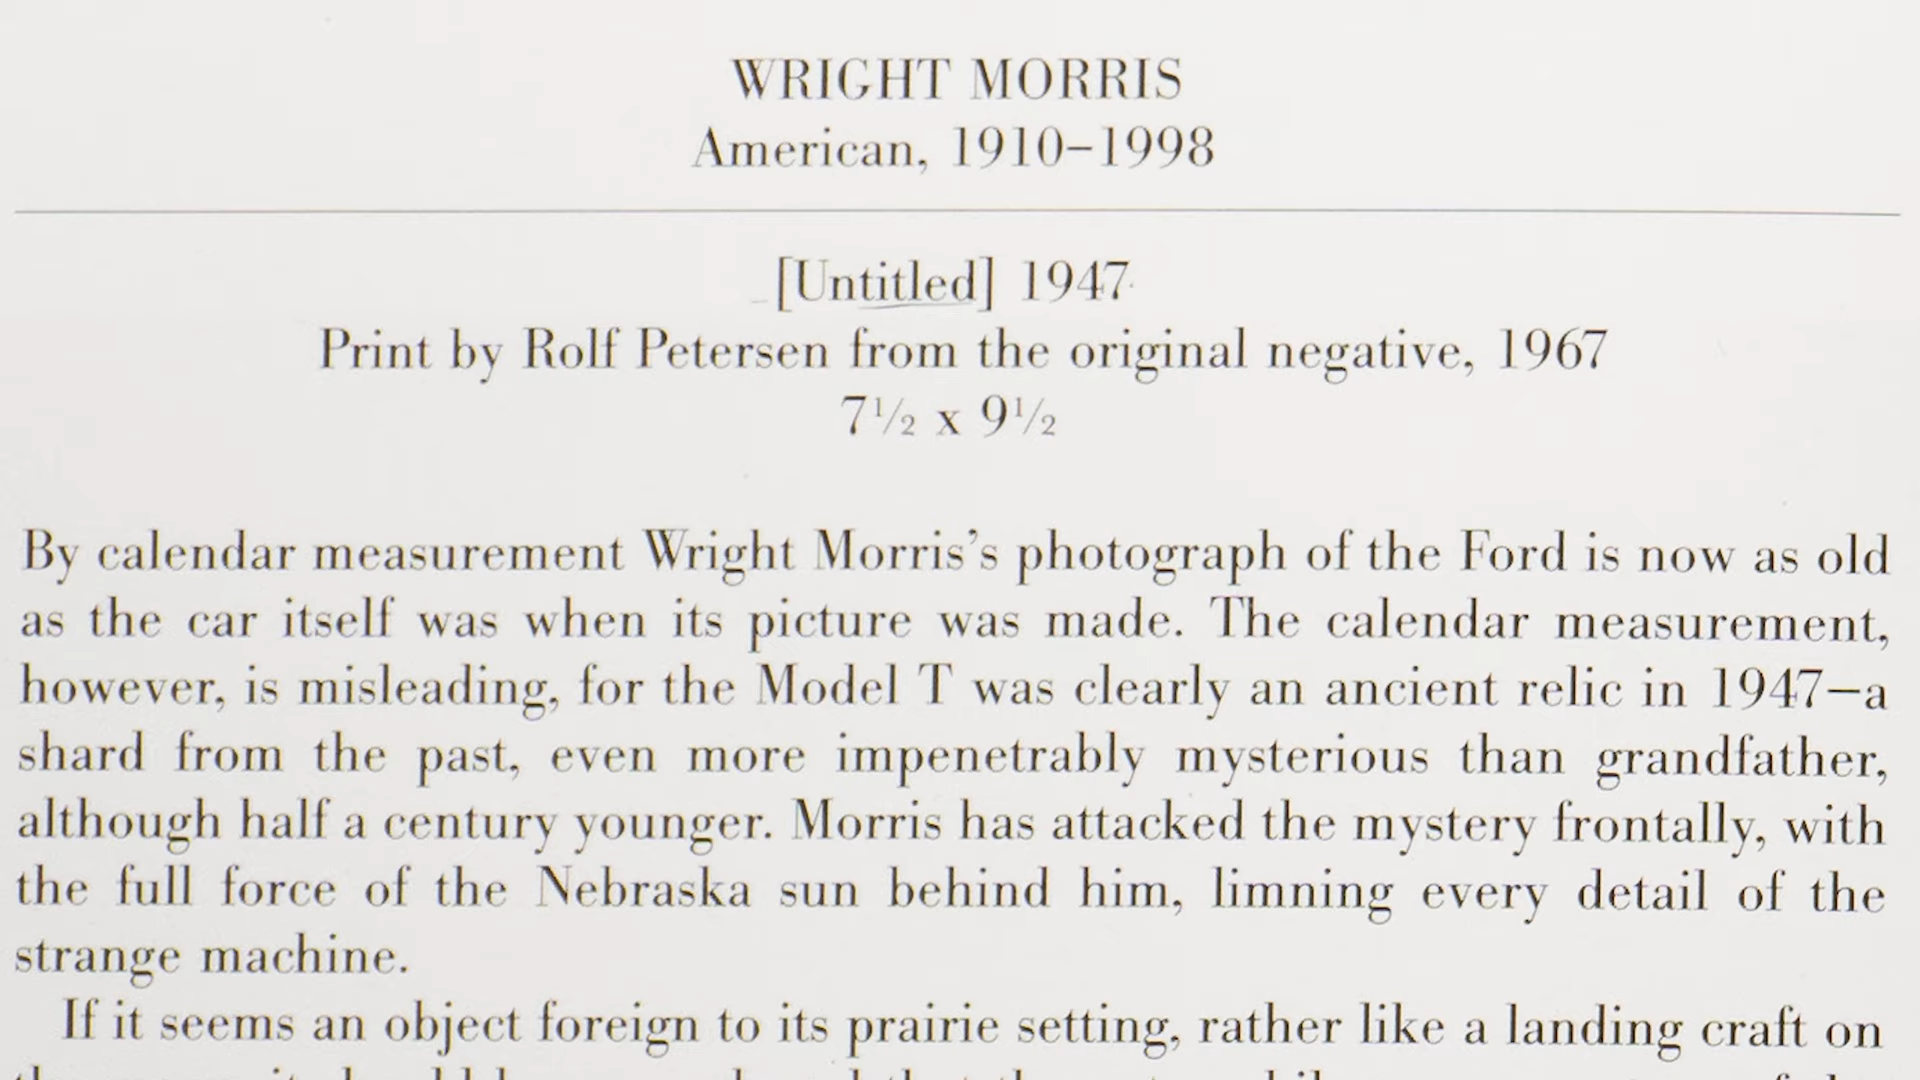 WRIGHT MORRIS
American, 1910–1998
[Untitled] 1947
Print by Rolf Petersen from the original negative, 1967
7½ x 9½
By calendar measurement Wright Morris’s photograph of the Ford is now as old
as the car itself was when its picture was made. The calendar measurement,
however, is misleading, for the Model T was clearly an ancient relic in 1947—a
shard from the past, even more impenetrably mysterious than grandfather,
although half a century younger. Morris has attacked the mystery frontally, with
the full force of the Nebraska sun behind him, limning every detail of the
strange machine.
If it seems an object foreign to its prairie setting, rather like a landing craft on